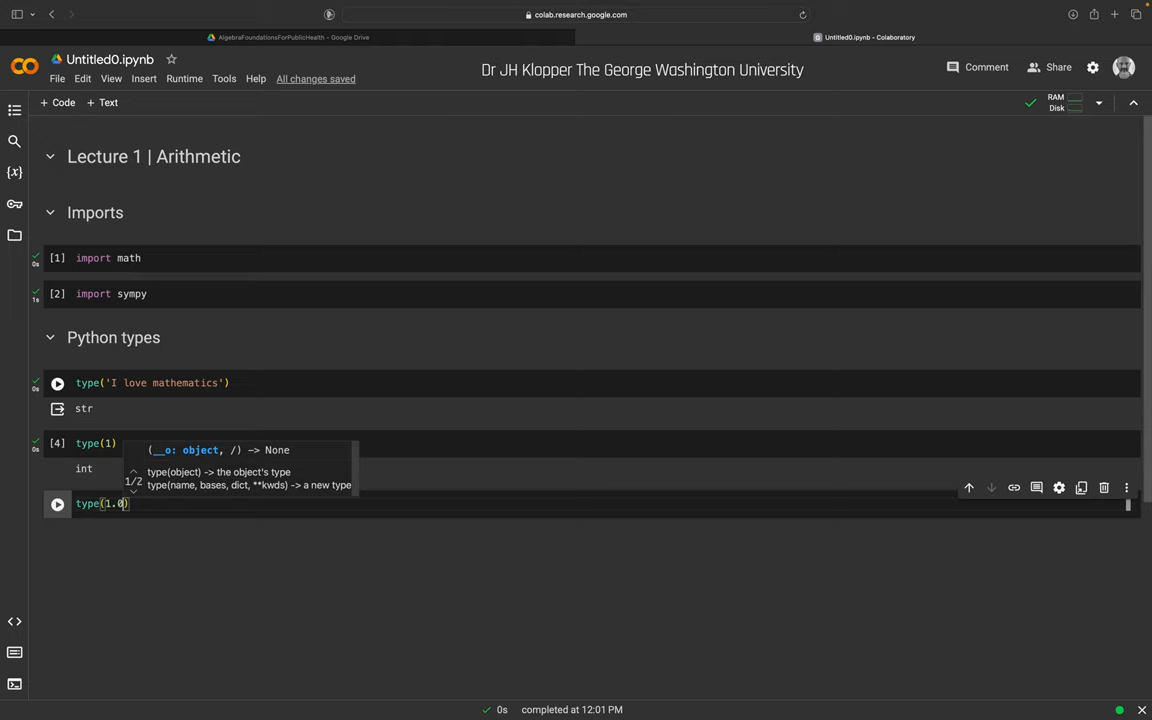 colab.research.google.com
AlgebraFoundationsForPublicHealth - Google Drive
Untitled0.ipynb - Colaboratory
Untitled0.ipynb
Dr JH Klopper The George Washington University
Comment
Share
File Edit View Insert Runtime Tools Help All changes saved
+ Code + Text
RAM
Disk
Lecture 1 | Arithmetic
Imports
[1] import math
0s
[2] import sympy
1s
Python types
type('I love mathematics')
0s
str
[4] type(1)
0s
(__o: object, /) -> None
int
type(object) -> the object's type
1/2
type(name, bases, dict, **kwds) -> a new type
type(1.0)
0s completed at 12:01 PM